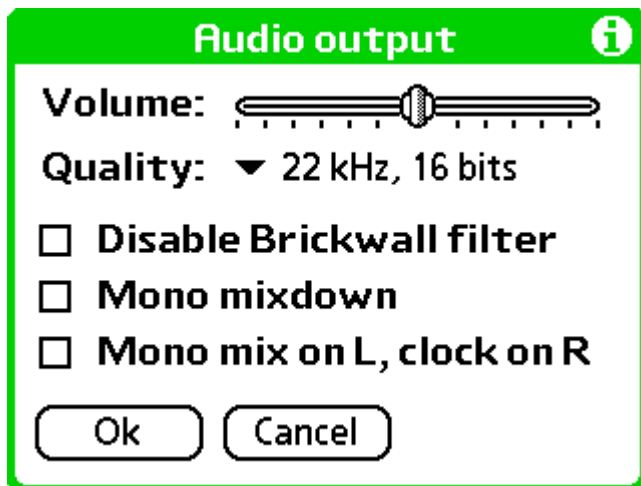 Audio output i
Volume:
Quality: 22 kHz, 16 bits
Disable Brickwall filter
Mono mixdown
Mono mix on L, clock on R
Ok Cancel